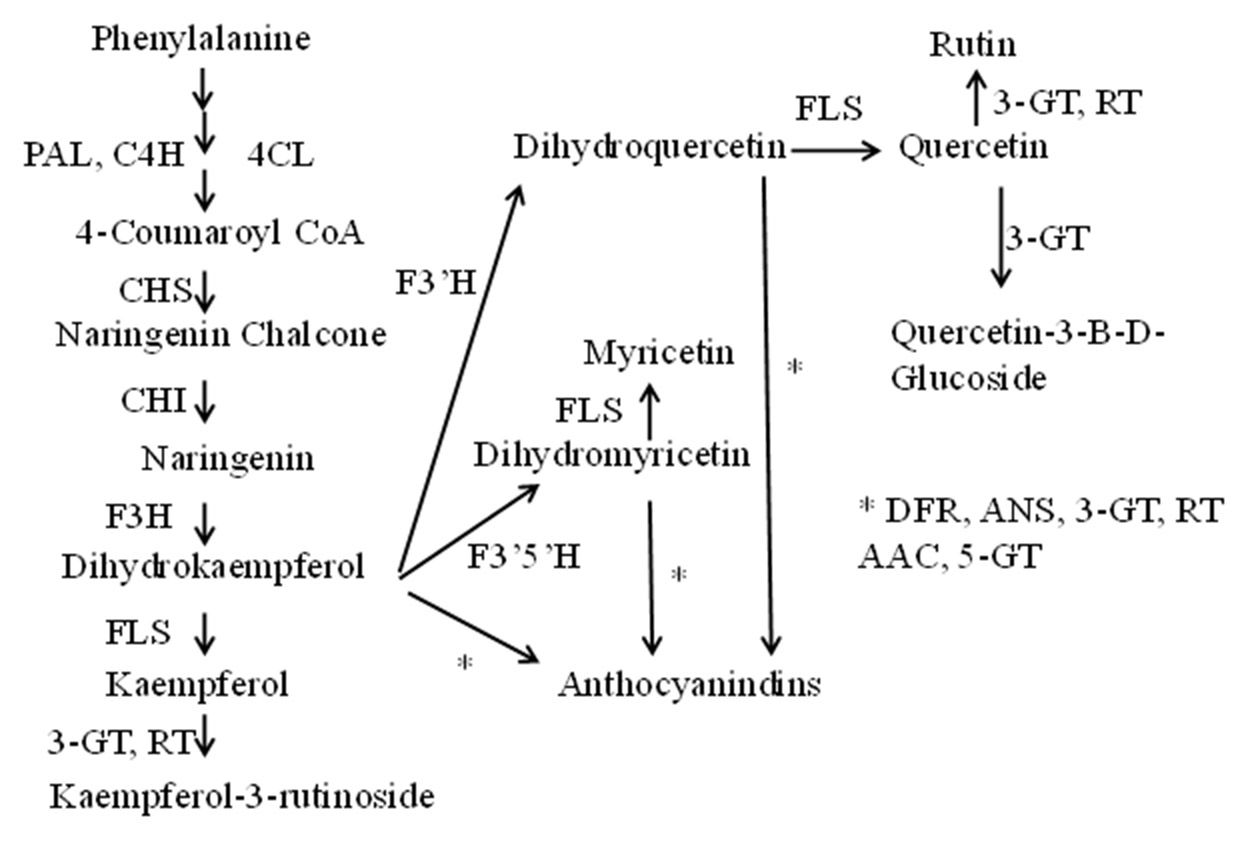 Phenylalanine
PAL, C4H 4CL
4-Coumaroyl CoA
CHS
Naringenin Chalcone
CHI
Naringenin
F3H
Dihydrokaempferol
FLS
Kaempferol
3-GT, RT
Kaempferol-3-rutinoside
F3'H
F3'5'H
*
Dihydroquercetin
FLS
Quercetin
3-GT, RT
Rutin
3-GT
Quercetin-3-B-D-
Glucoside
Myricetin
FLS
Dihydromyricetin
*
*
Anthocyanindins
* DFR, ANS, 3-GT, RT
AAC, 5-GT